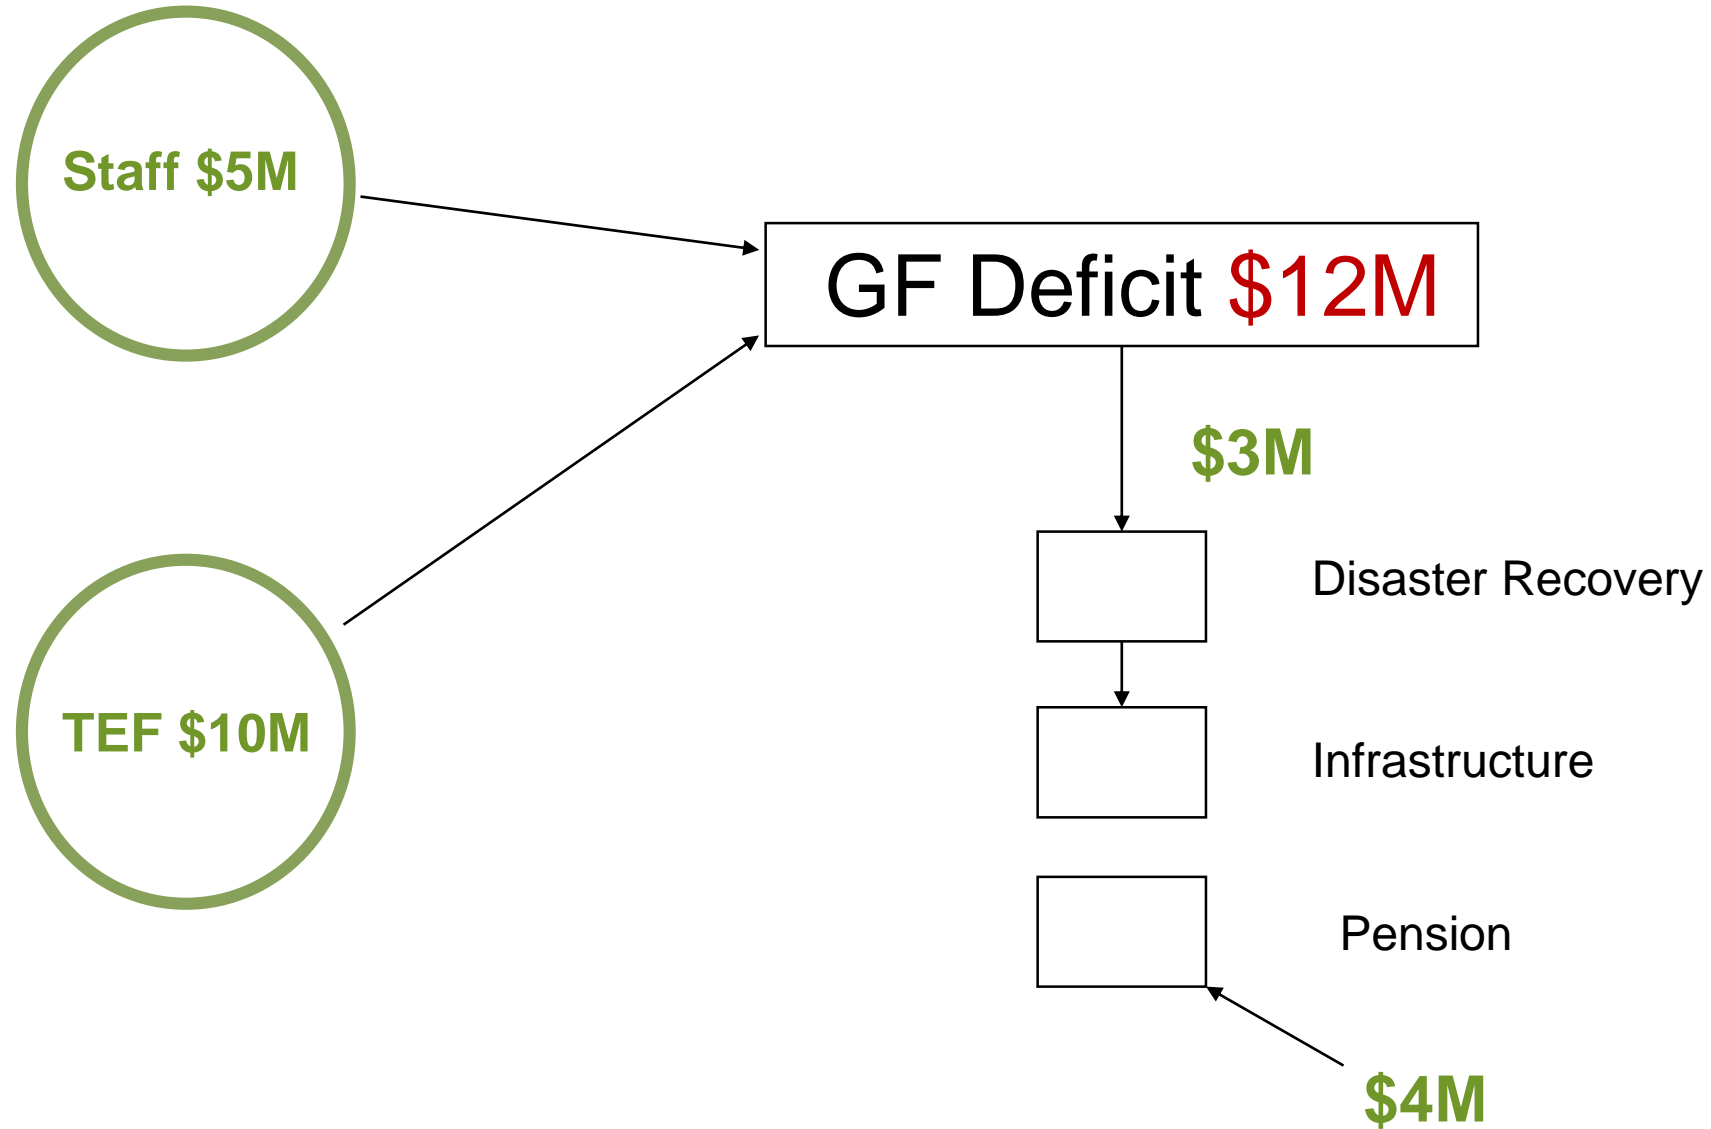 Staff $5M
GF Deficit $12M
$3M
Disaster Recovery
TEF $10M
Infrastructure
Pension
$4M